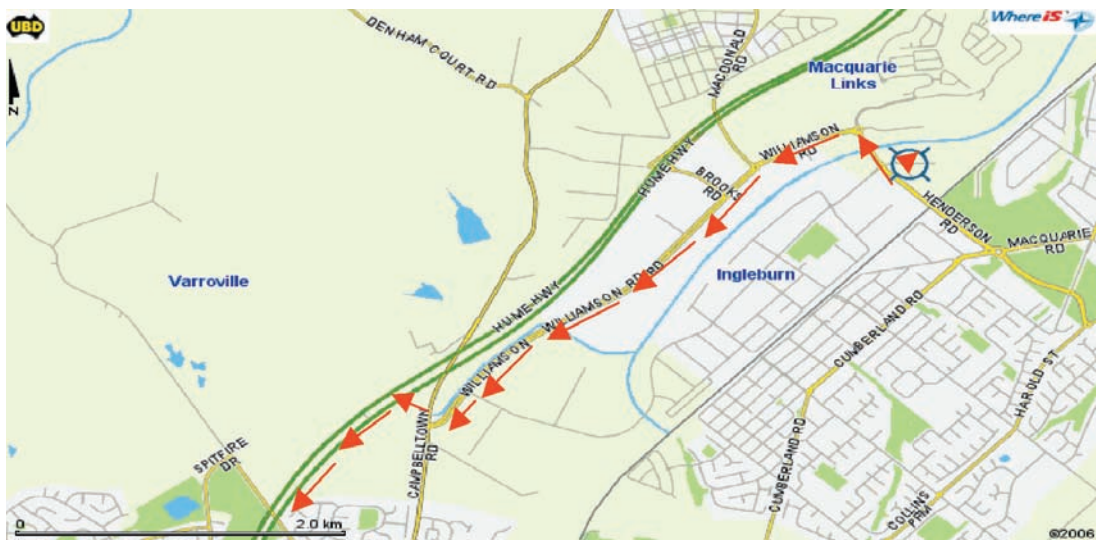 UBD
Where iS
DENHAM COURT RD
MACDONALD
RD
Macquarie
Links
N
HUME HWY
WILLIAMSON
RD
BROOKS
RD
HENDERSON
RD
MACQUARIE
RD
Varroville
Ingleburn
WILLIAMSON RD RD
HUME HWY
CUMBERLAND RD
WILLIAMSON
HAROLD ST
CAMPBELLTOWN
RD
SPITFIRE
DR
CUMBERLAND RD
COLLINS
PRM
0
2.0 km
©2006